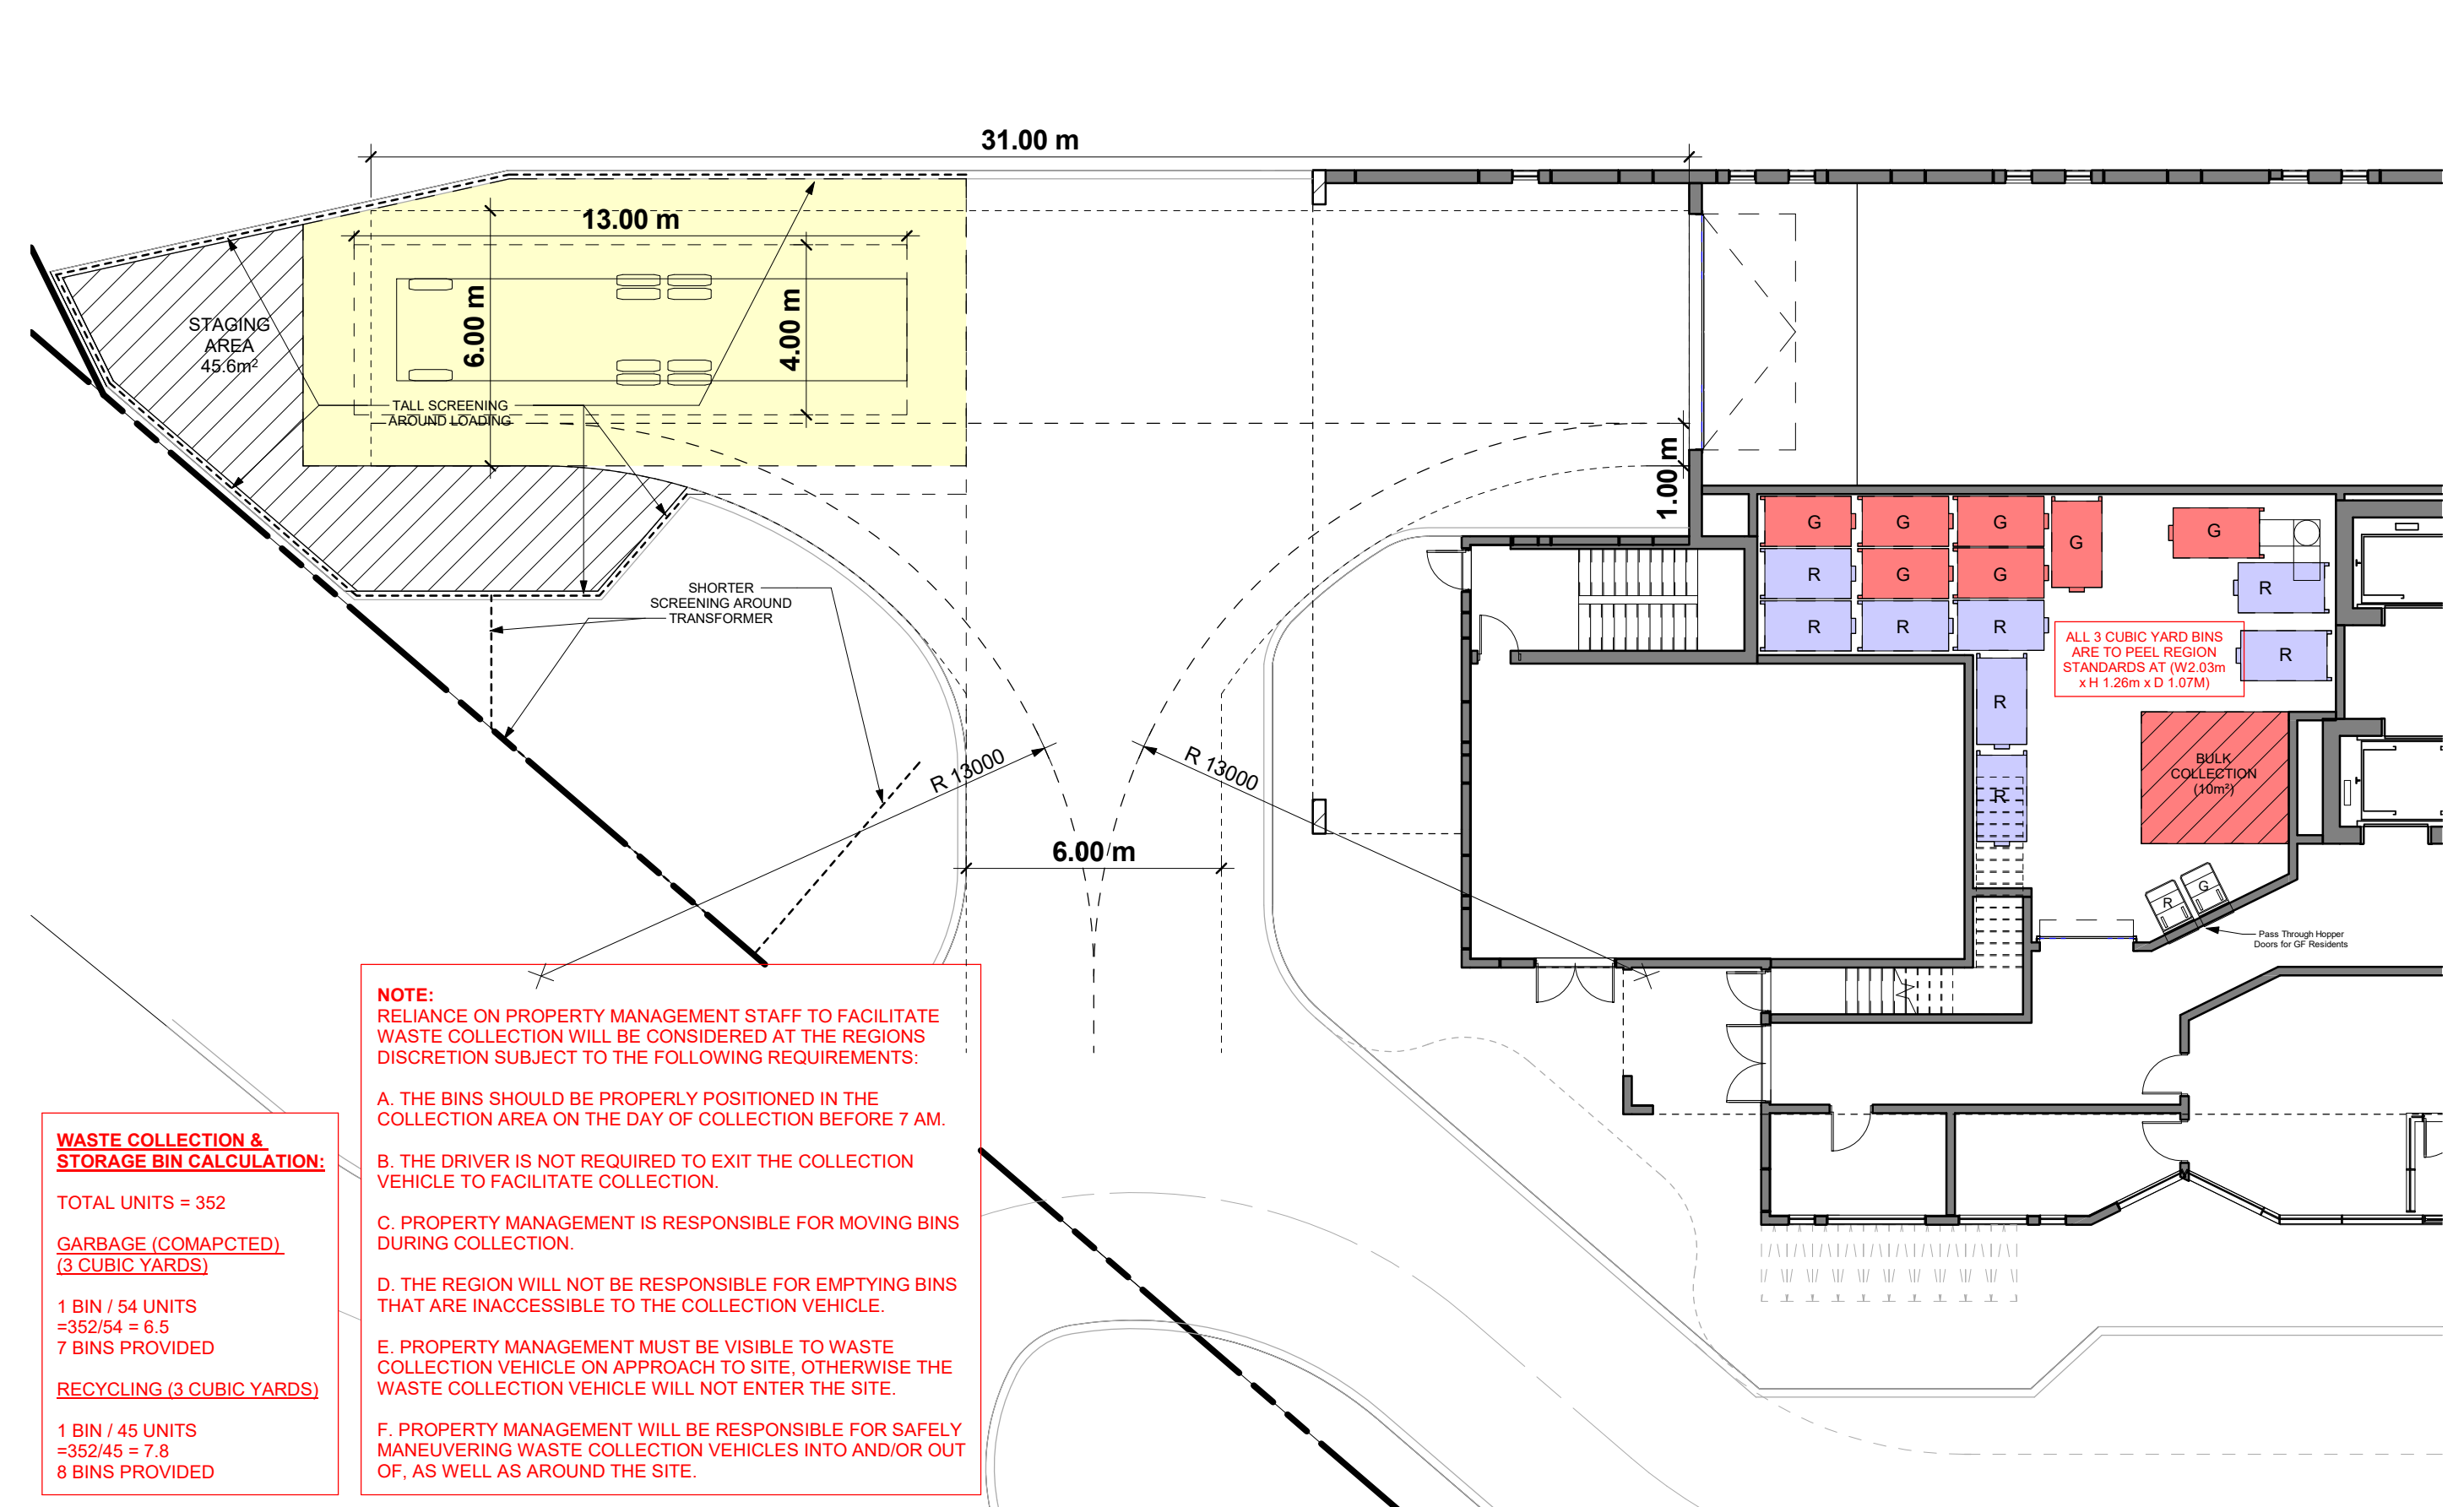 31.00 m
13.00 m
6.00 m
4.00 m
STAGING
AREA
45.6m²
TALL SCREENING
AROUND LOADING
1.00 m
SHORTER
SCREENING AROUND
TRANSFORMER
R 13000
R 13000
6.00 m
G
G
G
G
G
R
G
G
R
R
R
R
R
R
R
R
ALL 3 CUBIC YARD BINS
ARE TO PEEL REGION
STANDARDS AT (W2.03m
x H 1.26m x D 1.07M)
BULK
COLLECTION
(10m²)
R
G
Pass Through Hopper
Doors for GF Residents
NOTE:
RELIANCE ON PROPERTY MANAGEMENT STAFF TO FACILITATE
WASTE COLLECTION WILL BE CONSIDERED AT THE REGIONS
DISCRETION SUBJECT TO THE FOLLOWING REQUIREMENTS:
A. THE BINS SHOULD BE PROPERLY POSITIONED IN THE
COLLECTION AREA ON THE DAY OF COLLECTION BEFORE 7 AM.
B. THE DRIVER IS NOT REQUIRED TO EXIT THE COLLECTION
VEHICLE TO FACILITATE COLLECTION.
C. PROPERTY MANAGEMENT IS RESPONSIBLE FOR MOVING BINS
DURING COLLECTION.
D. THE REGION WILL NOT BE RESPONSIBLE FOR EMPTYING BINS
THAT ARE INACCESSIBLE TO THE COLLECTION VEHICLE.
E. PROPERTY MANAGEMENT MUST BE VISIBLE TO WASTE
COLLECTION VEHICLE ON APPROACH TO SITE, OTHERWISE THE
WASTE COLLECTION VEHICLE WILL NOT ENTER THE SITE.
F. PROPERTY MANAGEMENT WILL BE RESPONSIBLE FOR SAFELY
MANEUVERING WASTE COLLECTION VEHICLES INTO AND/OR OUT
OF, AS WELL AS AROUND THE SITE.
WASTE COLLECTION &
STORAGE BIN CALCULATION:
TOTAL UNITS = 352
GARBAGE (COMAPCTED)
(3 CUBIC YARDS)
1 BIN / 54 UNITS
=352/54 = 6.5
7 BINS PROVIDED
RECYCLING (3 CUBIC YARDS)
1 BIN / 45 UNITS
=352/45 = 7.8
8 BINS PROVIDED